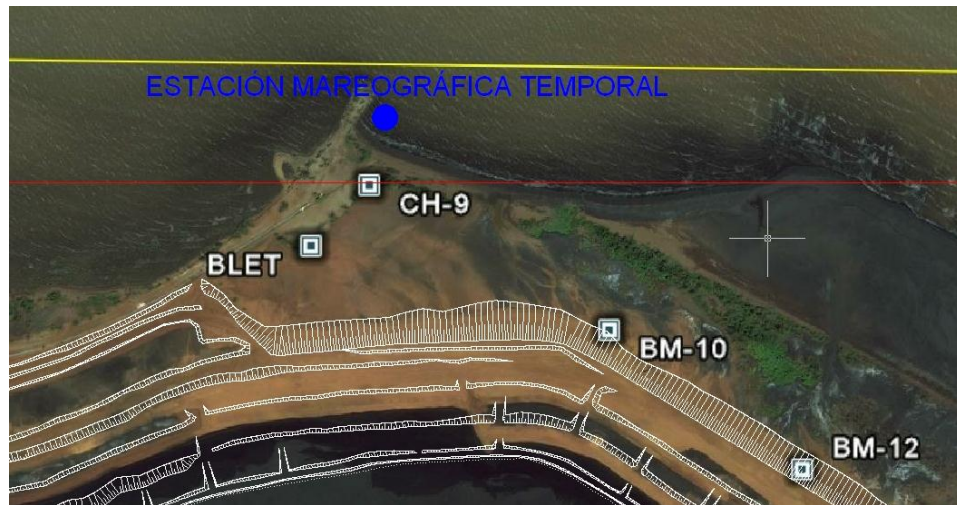 ESTACIÓN MAREOGRÁFICA TEMPORAL
CH-9
BLET
BM-10
BM-12